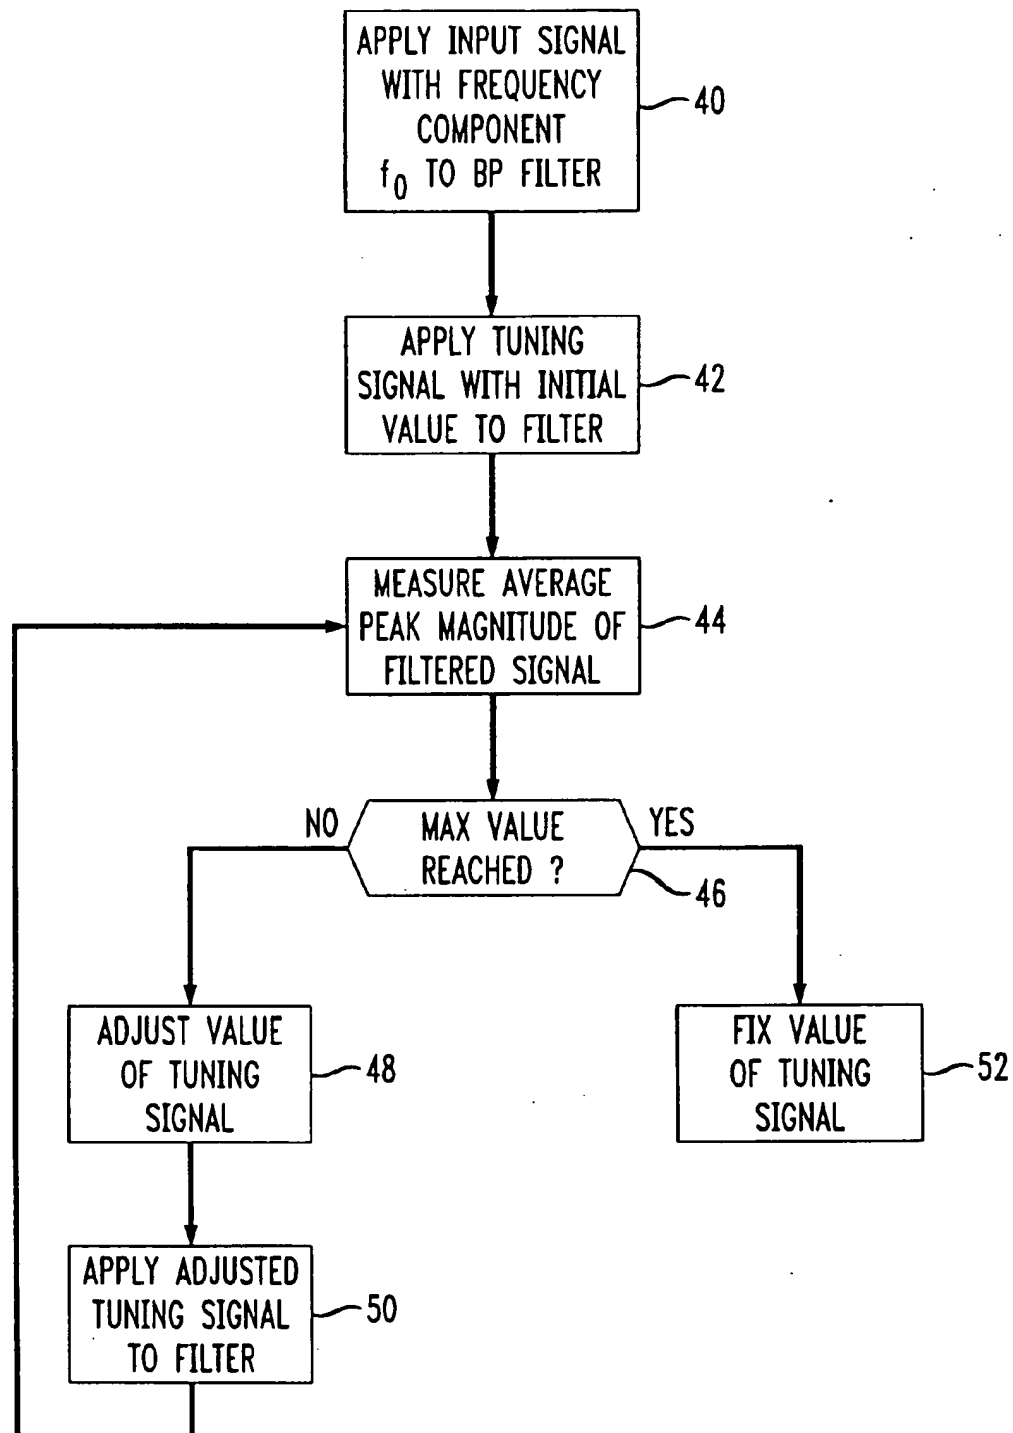 APPLY INPUT SIGNAL
WITH FREQUENCY
COMPONENT
f0 TO BP FILTER
40
APPLY TUNING
SIGNAL WITH INITIAL
VALUE TO FILTER
42
MEASURE AVERAGE
PEAK MAGNITUDE OF
FILTERED SIGNAL
44
NO
MAX VALUE
REACHED ?
YES
46
ADJUST VALUE
OF TUNING
SIGNAL
48
FIX VALUE
OF TUNING
SIGNAL
52
APPLY ADJUSTED
TUNING SIGNAL
TO FILTER
50